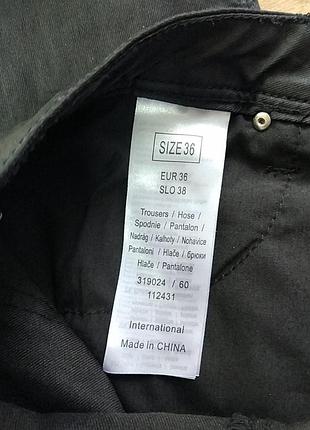 SIZE 36
EUR 36
SLO 38
Trousers / Hose /
Spodnie / Pantalon /
Nadrág / Kalhoty / Nohavice
Pantaloni / Hlače / брюки
Hlače / Pantalone
319024 / 60
112431
International
Made in CHINA